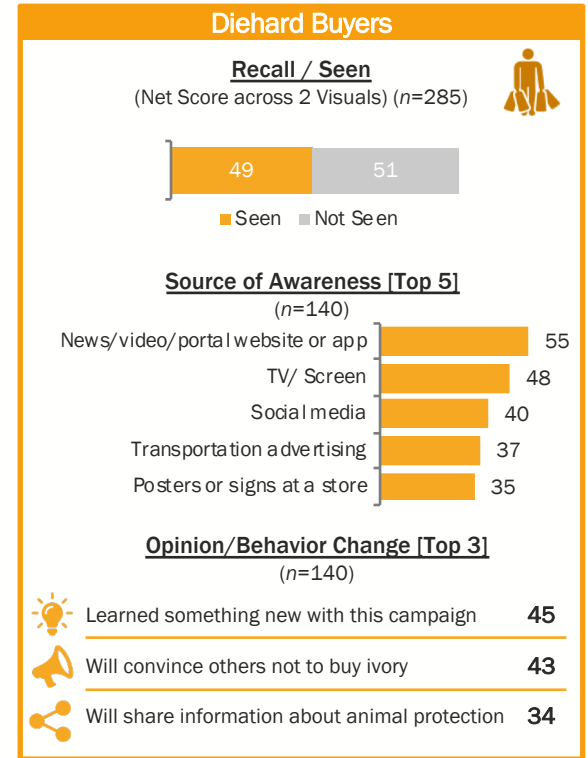 Diehard Buyers
Recall / Seen
(Net Score across 2 Visuals) (n=285)
49 51
Seen Not Seen
Source of Awareness [Top 5]
(n=140)
News/video/portal website or app 55
TV/ Screen 48
Social media 40
Transportation advertising 37
Posters or signs at a store 35
Opinion/Behavior Change [Top 3]
(n=140)
Learned something new with this campaign 45
Will convince others not to buy ivory 43
Will share information about animal protection 34